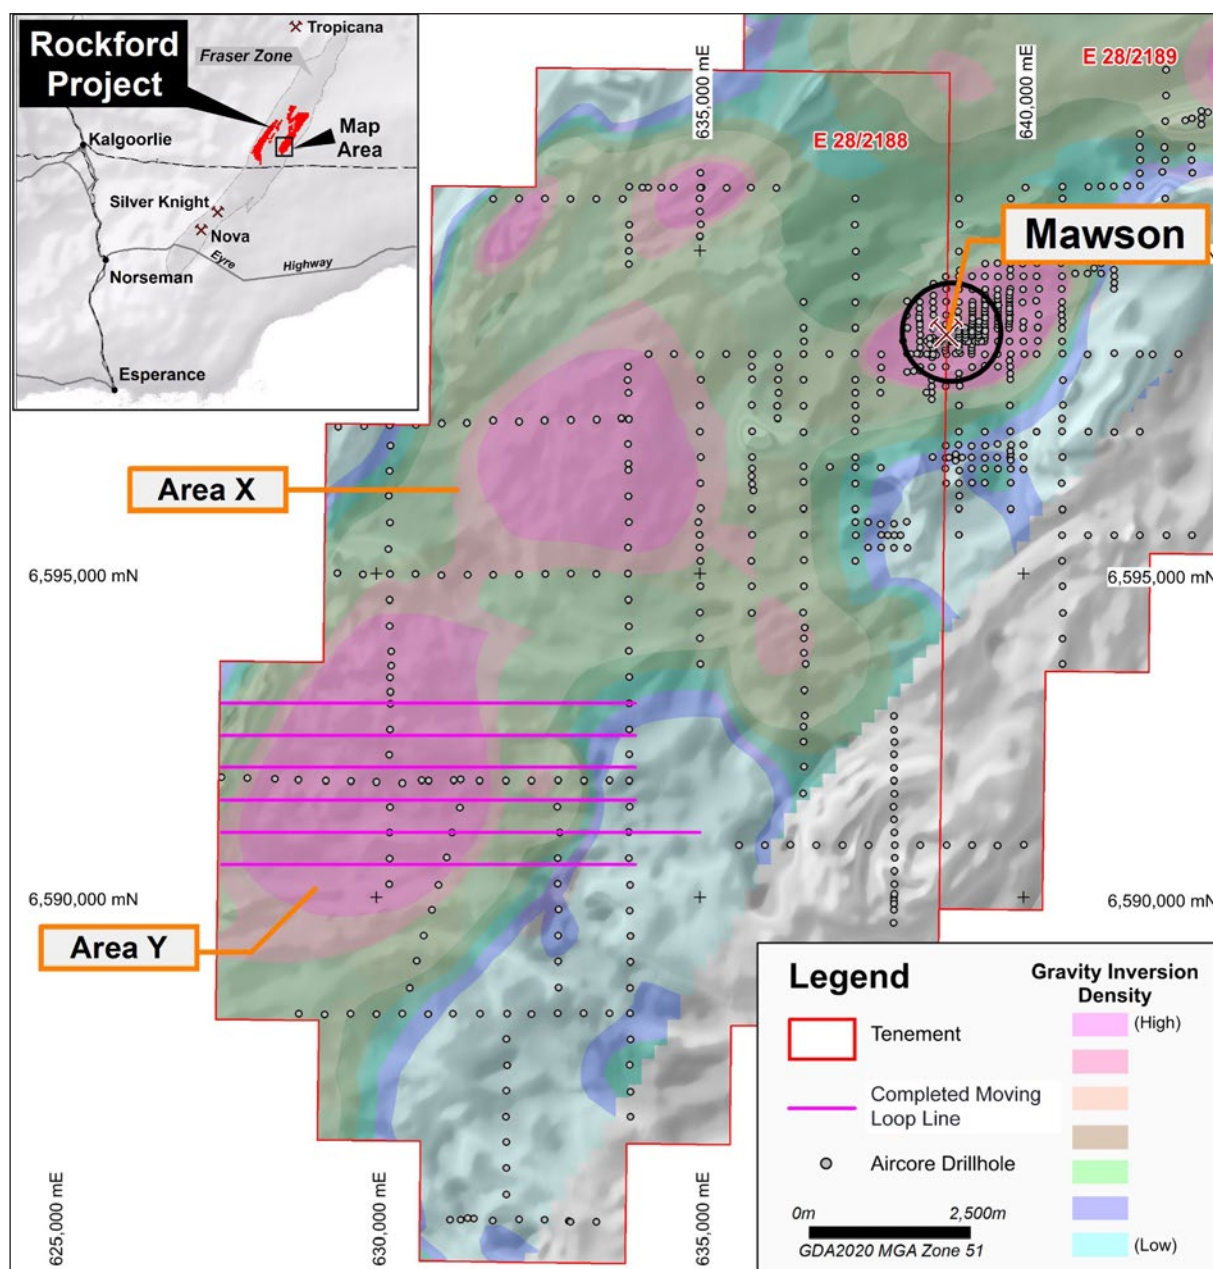 Tropicana
Fraser Zone
Rockford
Project
Map
Area
Kalgoorlie
Silver Knight
Nova
Eyre
Highway
Norseman
Esperance
635,000 mE
640,000 mE
E 28/2189
E 28/2188
Mawson
Area X
6,595,000 mN
6,595,000 mN
6,590,000 mN
6,590,000 mN
Area Y
625,000 mE
630,000 mE
635,000 mE
Legend
Tenement
Completed Moving
Loop Line
Aircore Drillhole
0m 2,500m
GDA2020 MGA Zone 51
Gravity Inversion
Density
(High)
(Low)